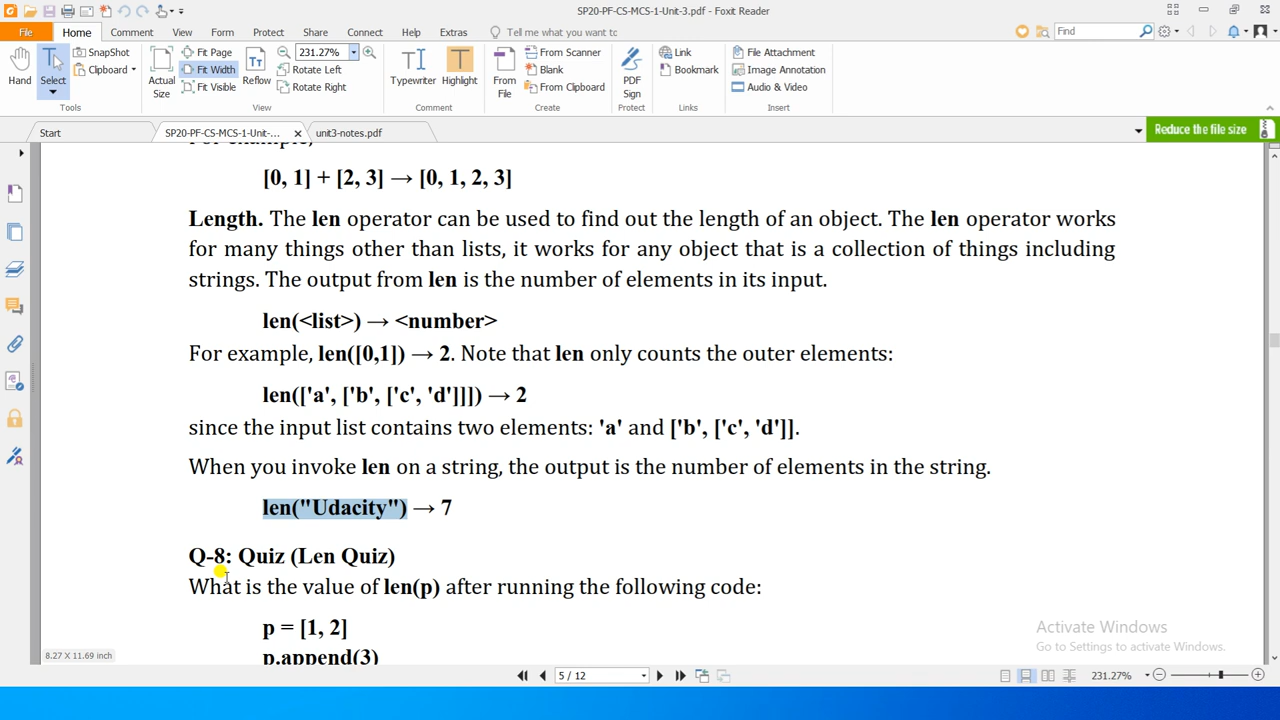 SP20-PF-CS-MCS-1-Unit-3.pdf - Foxit Reader
File Home Comment View Form Protect Share Connect Help Extras Tell me what you want tc Find
SnapShot Fit Page 231.27% From Scanner Link File Attachment
Clipboard Fit Width Rotate Left Blank Bookmark Image Annotation
Fit Visible Rotate Right From Clipboard Audio & Video
Hand Select Actual Size Reflow Typewriter Highlight From File PDF Sign
Tools View Comment Create Protect Links Insert
Start SP20-PF-CS-MCS-1-Unit-... unit3-notes.pdf Reduce the file size
For example,
[0, 1] + [2, 3] → [0, 1, 2, 3]
Length. The len operator can be used to find out the length of an object. The len operator works
for many things other than lists, it works for any object that is a collection of things including
strings. The output from len is the number of elements in its input.
len(<list>) → <number>
For example, len([0,1]) → 2. Note that len only counts the outer elements:
len(['a', ['b', ['c', 'd']]]) → 2
since the input list contains two elements: 'a' and ['b', ['c', 'd']].
When you invoke len on a string, the output is the number of elements in the string.
len("Udacity") → 7
Q-8: Quiz (Len Quiz)
What is the value of len(p) after running the following code:
p = [1, 2]
p.append(3)
Activate Windows
Go to Settings to activate Windows.
8.27 X 11.69 inch
5 / 12 231.27%